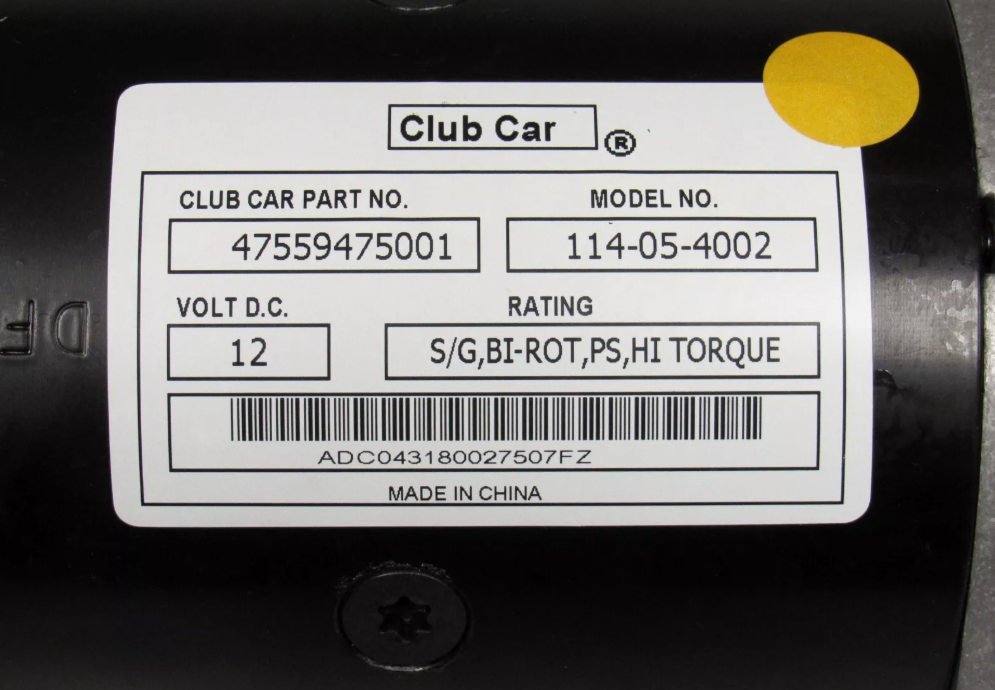 Club Car ®
CLUB CAR PART NO. MODEL NO.
47559475001 114-05-4002
VOLT D.C. RATING
12 S/G,BI-ROT,PS,HI TORQUE
ADC043180027507FZ
MADE IN CHINA
DF